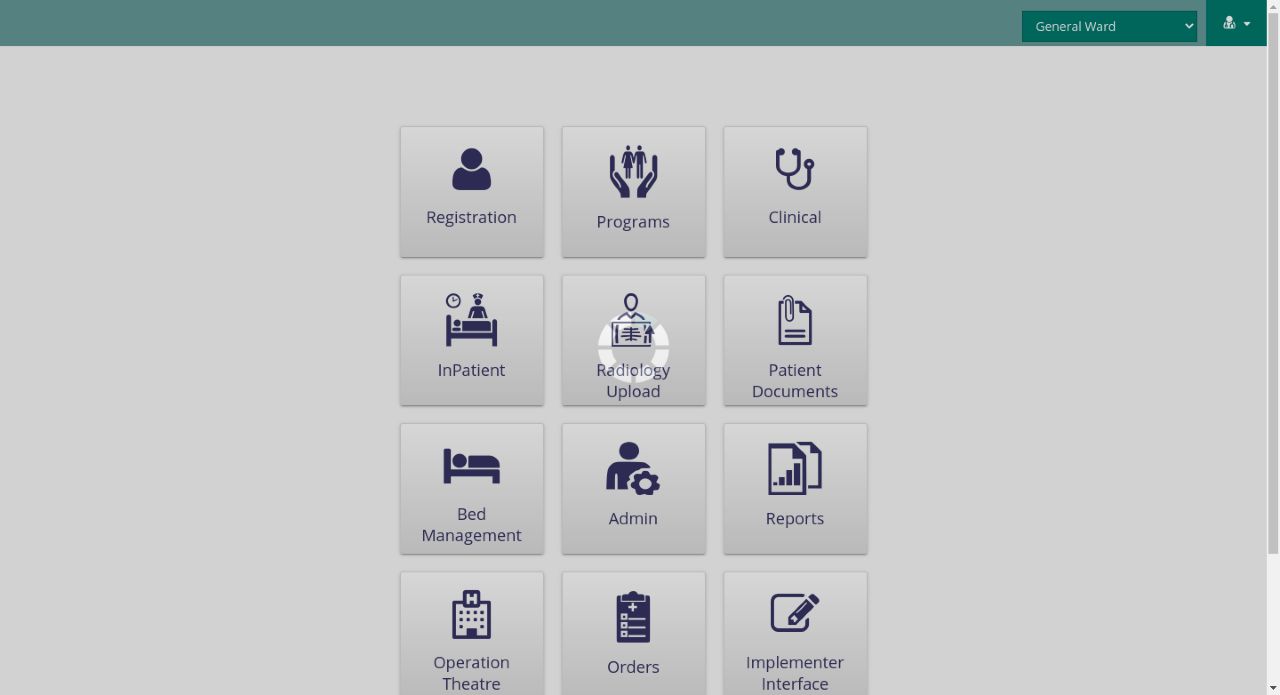 General Ward
Registration
Programs
Clinical
InPatient
Radiology
Upload
Patient
Documents
Bed
Management
Admin
Reports
Operation
Theatre
Orders
Implementer
Interface